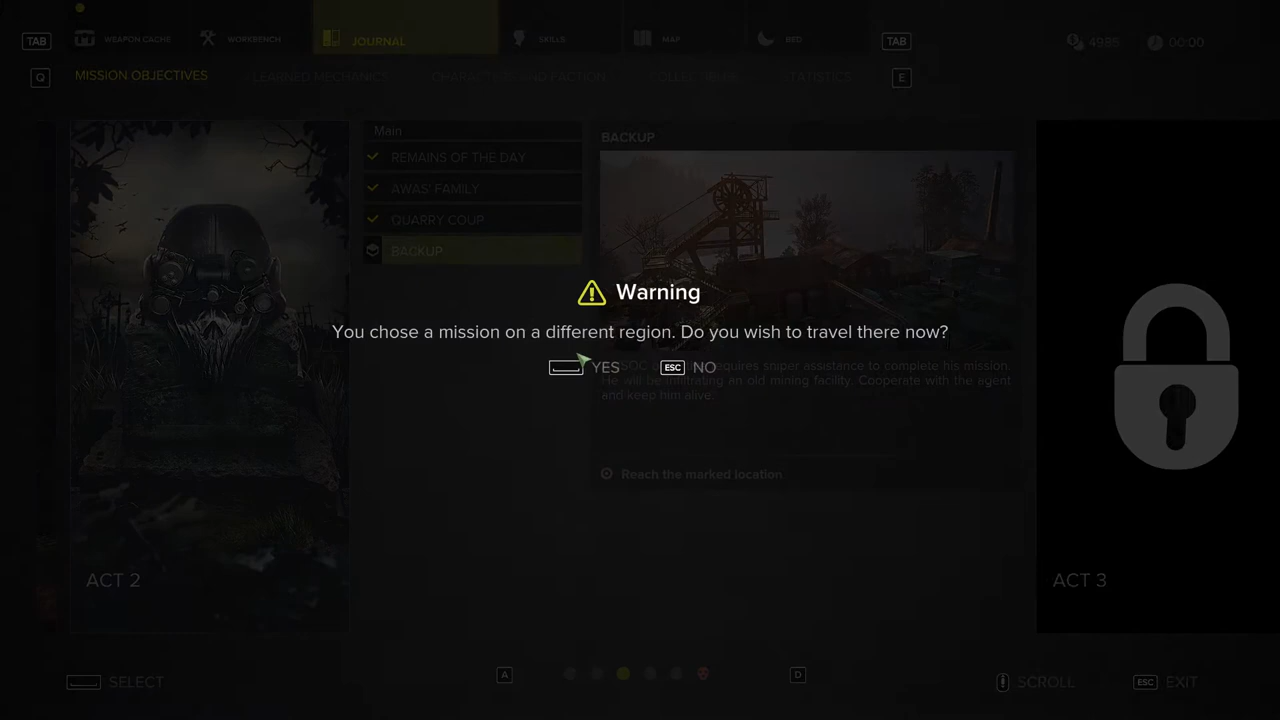 TAB
WEAPON CACHE
WORKBENCH
JOURNAL
SKILLS
MAP
BED
TAB
4985
00:00
Q
MISSION OBJECTIVES
LEARNED MECHANICS
CHARACTERS AND FACTION
COLLECTIBLES
STATISTICS
E
Main
REMAINS OF THE DAY
AWAS' FAMILY
QUARRY COUP
BACKUP
BACKUP
Warning
You chose a mission on a different region. Do you wish to travel there now?
YES
ESC NO
requires sniper assistance to complete his mission.
He will be infiltrating an old mining facility. Cooperate with the agent
and keep him alive.
Reach the marked location
ACT 2
ACT 3
SELECT
A
D
SCROLL
ESC EXIT